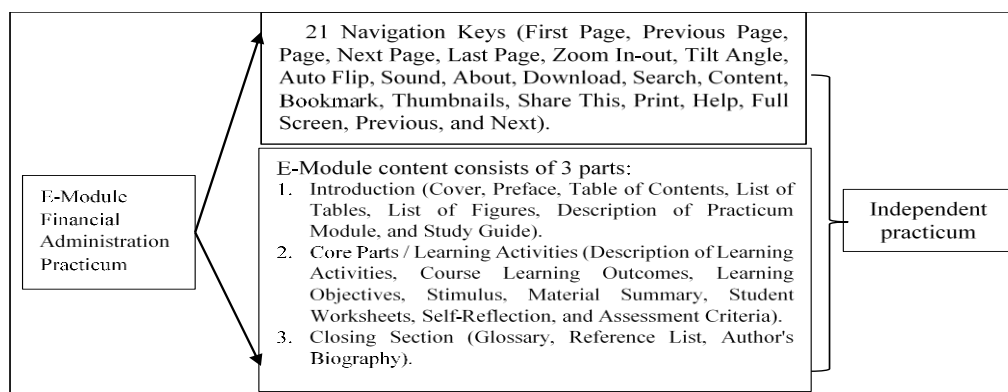 21 Navigation Keys (First Page, Previous Page,
Page, Next Page, Last Page, Zoom In-out, Tilt Angle,
Auto Flip, Sound, About, Download, Search, Content,
Bookmark, Thumbnails, Share This, Print, Help, Full
Screen, Previous, and Next).
E-Module
Financial
Administration
Practicum
E-Module content consists of 3 parts:
1. Introduction (Cover, Preface, Table of Contents, List of
Tables, List of Figures, Description of Practicum
Module, and Study Guide).
2. Core Parts / Learning Activities (Description of Learning
Activities, Course Learning Outcomes, Learning
Objectives, Stimulus, Material Summary, Student
Worksheets, Self-Reflection, and Assessment Criteria).
3. Closing Section (Glossary, Reference List, Author's
Biography).
Independent
practicum